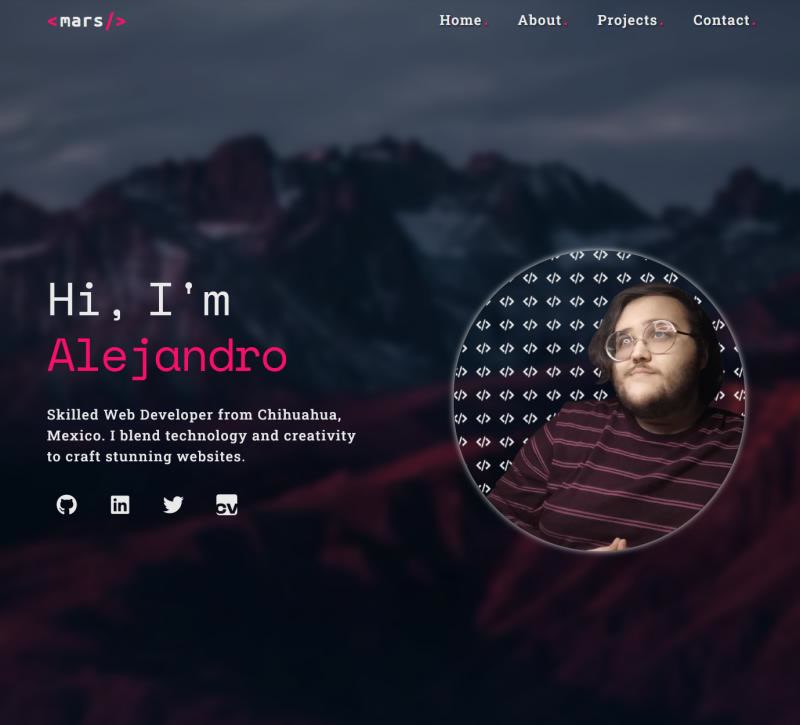 <mars/>
Home.
About.
Projects.
Contact.
Hi, I'm
Alejandro
Skilled Web Developer from Chihuahua,
Mexico. I blend technology and creativity
to craft stunning websites.
in
CV